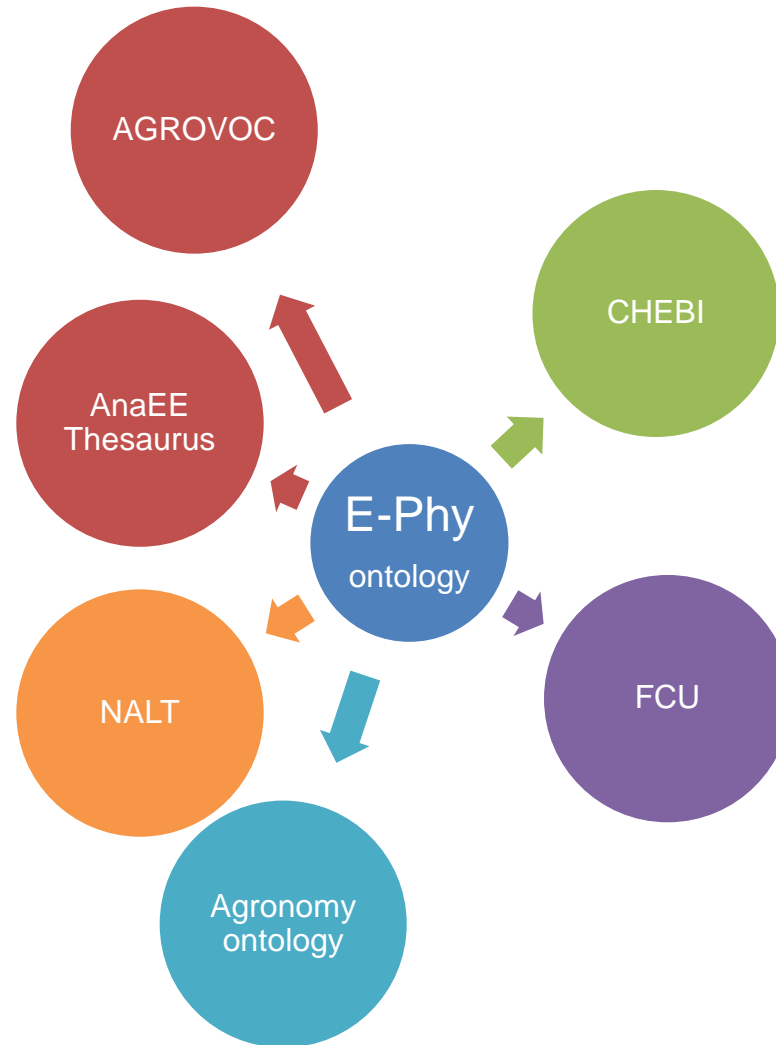 AGROVOC
CHEBI
AnaEE
Thesaurus
E-Phy
ontology
FCU
NALT
Agronomy
ontology